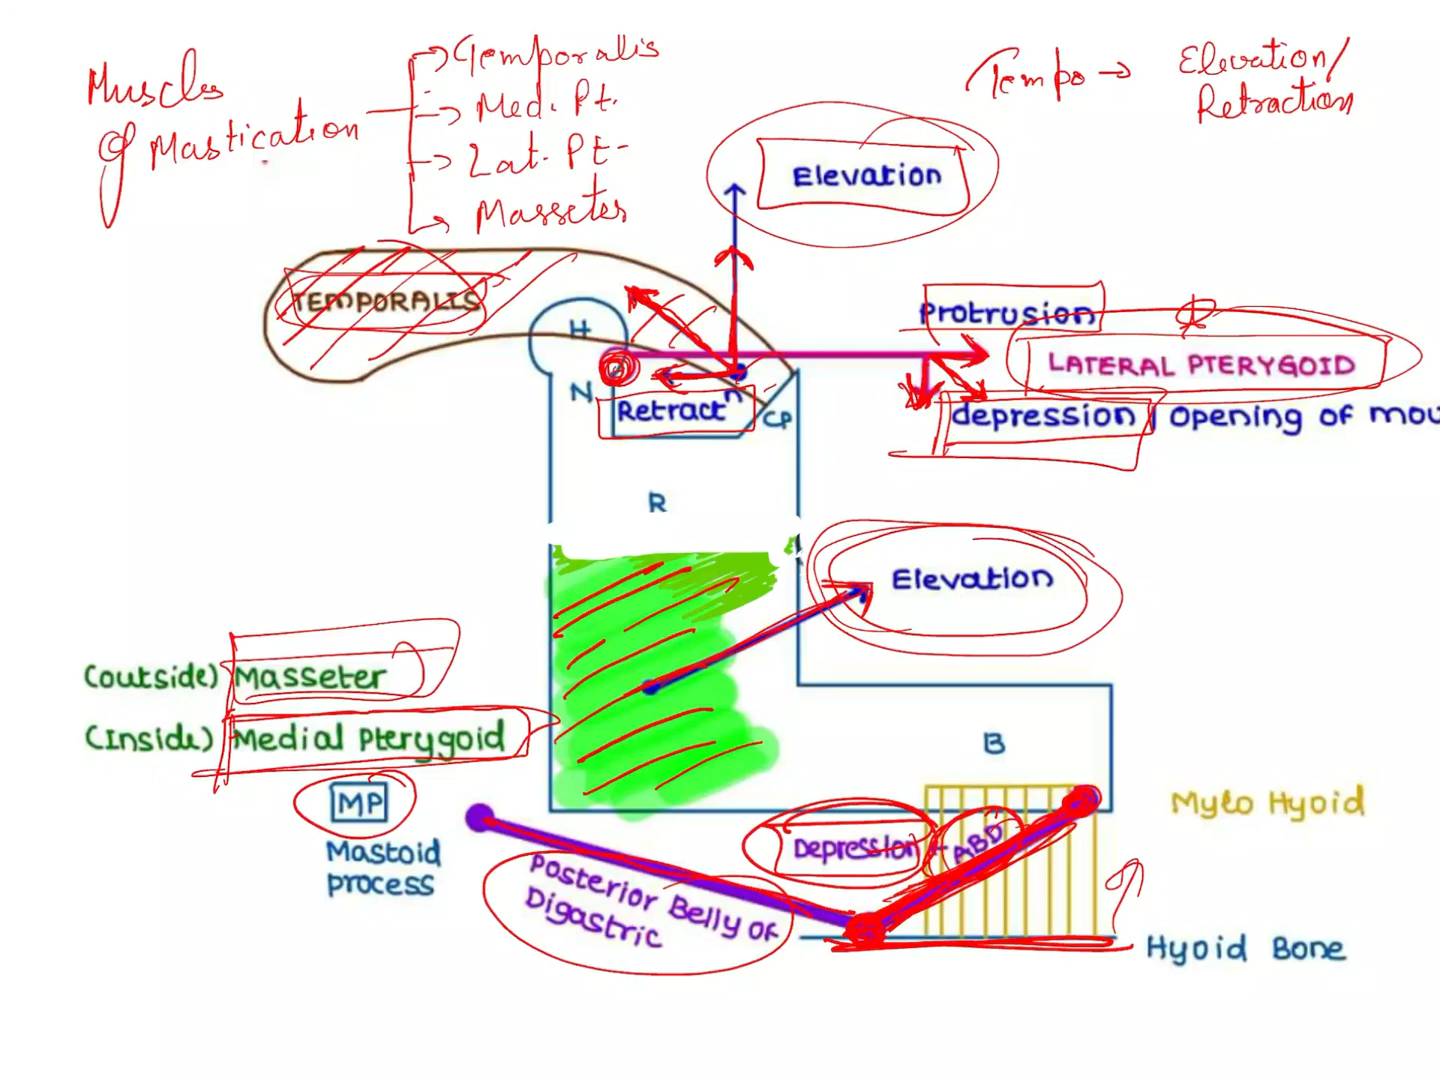 Muscles
of Mastication
Temporalis
Med. Pt.
Lat. Pt-
Masseter
Tempo → Elevation/
Retraction
Elevation
TEMPORALIS
H
Protrusion
LATERAL PTERYGOID
N
Retractⁿ
CP
depression / Opening of mou
R
Elevation
(outside) Masseter
(Inside) Medial Pterygoid
B
MP
Mastoid
process
Posterior Belly of
Digastric
Depression ← ABD
Mylo Hyoid
Hyoid Bone